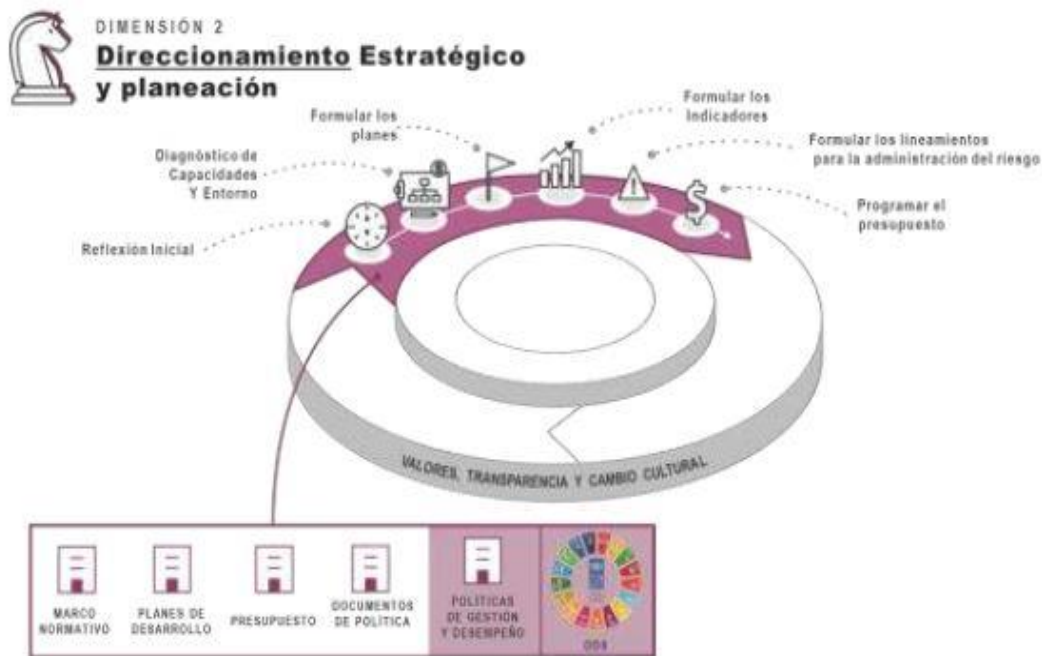 DIMENSIÓN 2
Direccionamiento Estratégico
y planeación
Formular los
planes
Formular los
Indicadores
Diagnóstico de
Capacidades
Y Entorno
Formular los lineamientos
para la administración del riesgo
Programar el
presupuesto
Reflexión Inicial
VALORES, TRANSPARENCIA Y CAMBIO CULTURAL
MARCO
NORMATIVO
PLANES DE
DESARROLLO
PRESUPUESTO
DOCUMENTOS
DE POLÍTICA
POLÍTICAS
DE GESTIÓN
Y DESEMPEÑO
ODS